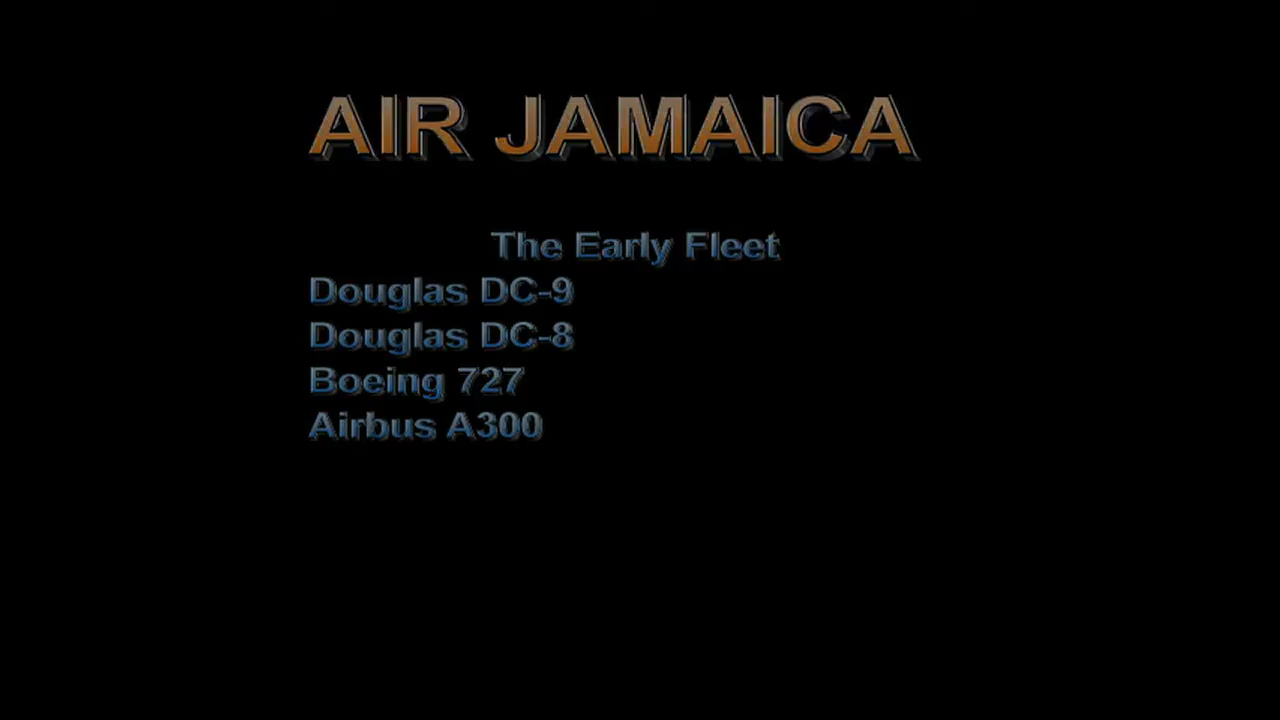 AIR JAMAICA
The Early Fleet
Douglas DC-9
Douglas DC-8
Boeing 727
Airbus A300